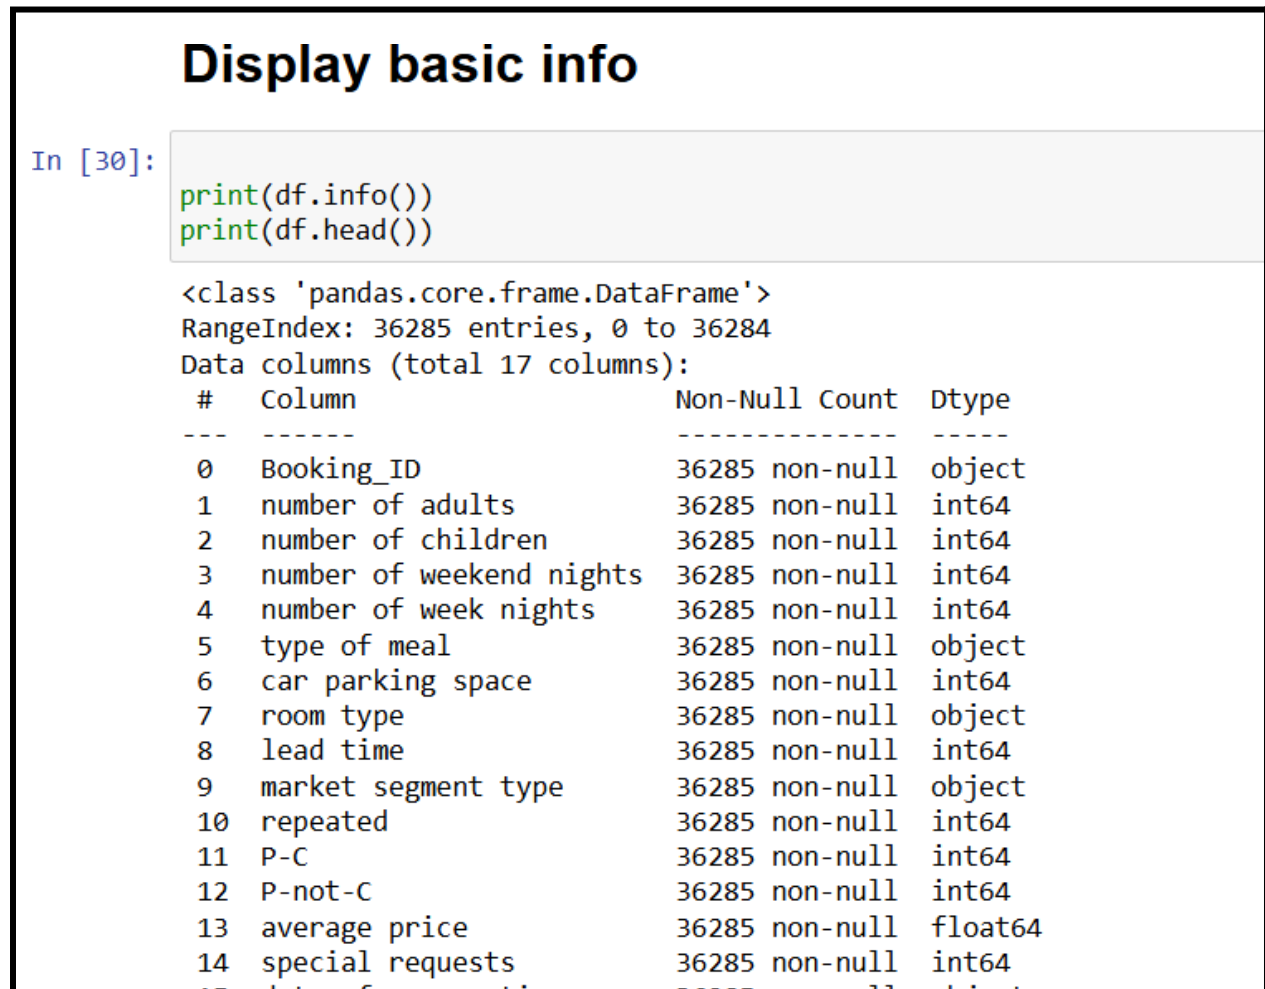 Display basic info
In [30]:
print(df.info())
print(df.head())
<class 'pandas.core.frame.DataFrame'>
RangeIndex: 36285 entries, 0 to 36284
Data columns (total 17 columns):
 #   Column                    Non-Null Count  Dtype
---  ------                    --------------  -----
 0   Booking_ID                36285 non-null  object
 1   number of adults          36285 non-null  int64
 2   number of children        36285 non-null  int64
 3   number of weekend nights  36285 non-null  int64
 4   number of week nights     36285 non-null  int64
 5   type of meal              36285 non-null  object
 6   car parking space         36285 non-null  int64
 7   room type                 36285 non-null  object
 8   lead time                 36285 non-null  int64
 9   market segment type       36285 non-null  object
 10  repeated                  36285 non-null  int64
 11  P-C                       36285 non-null  int64
 12  P-not-C                   36285 non-null  int64
 13  average price             36285 non-null  float64
 14  special requests          36285 non-null  int64